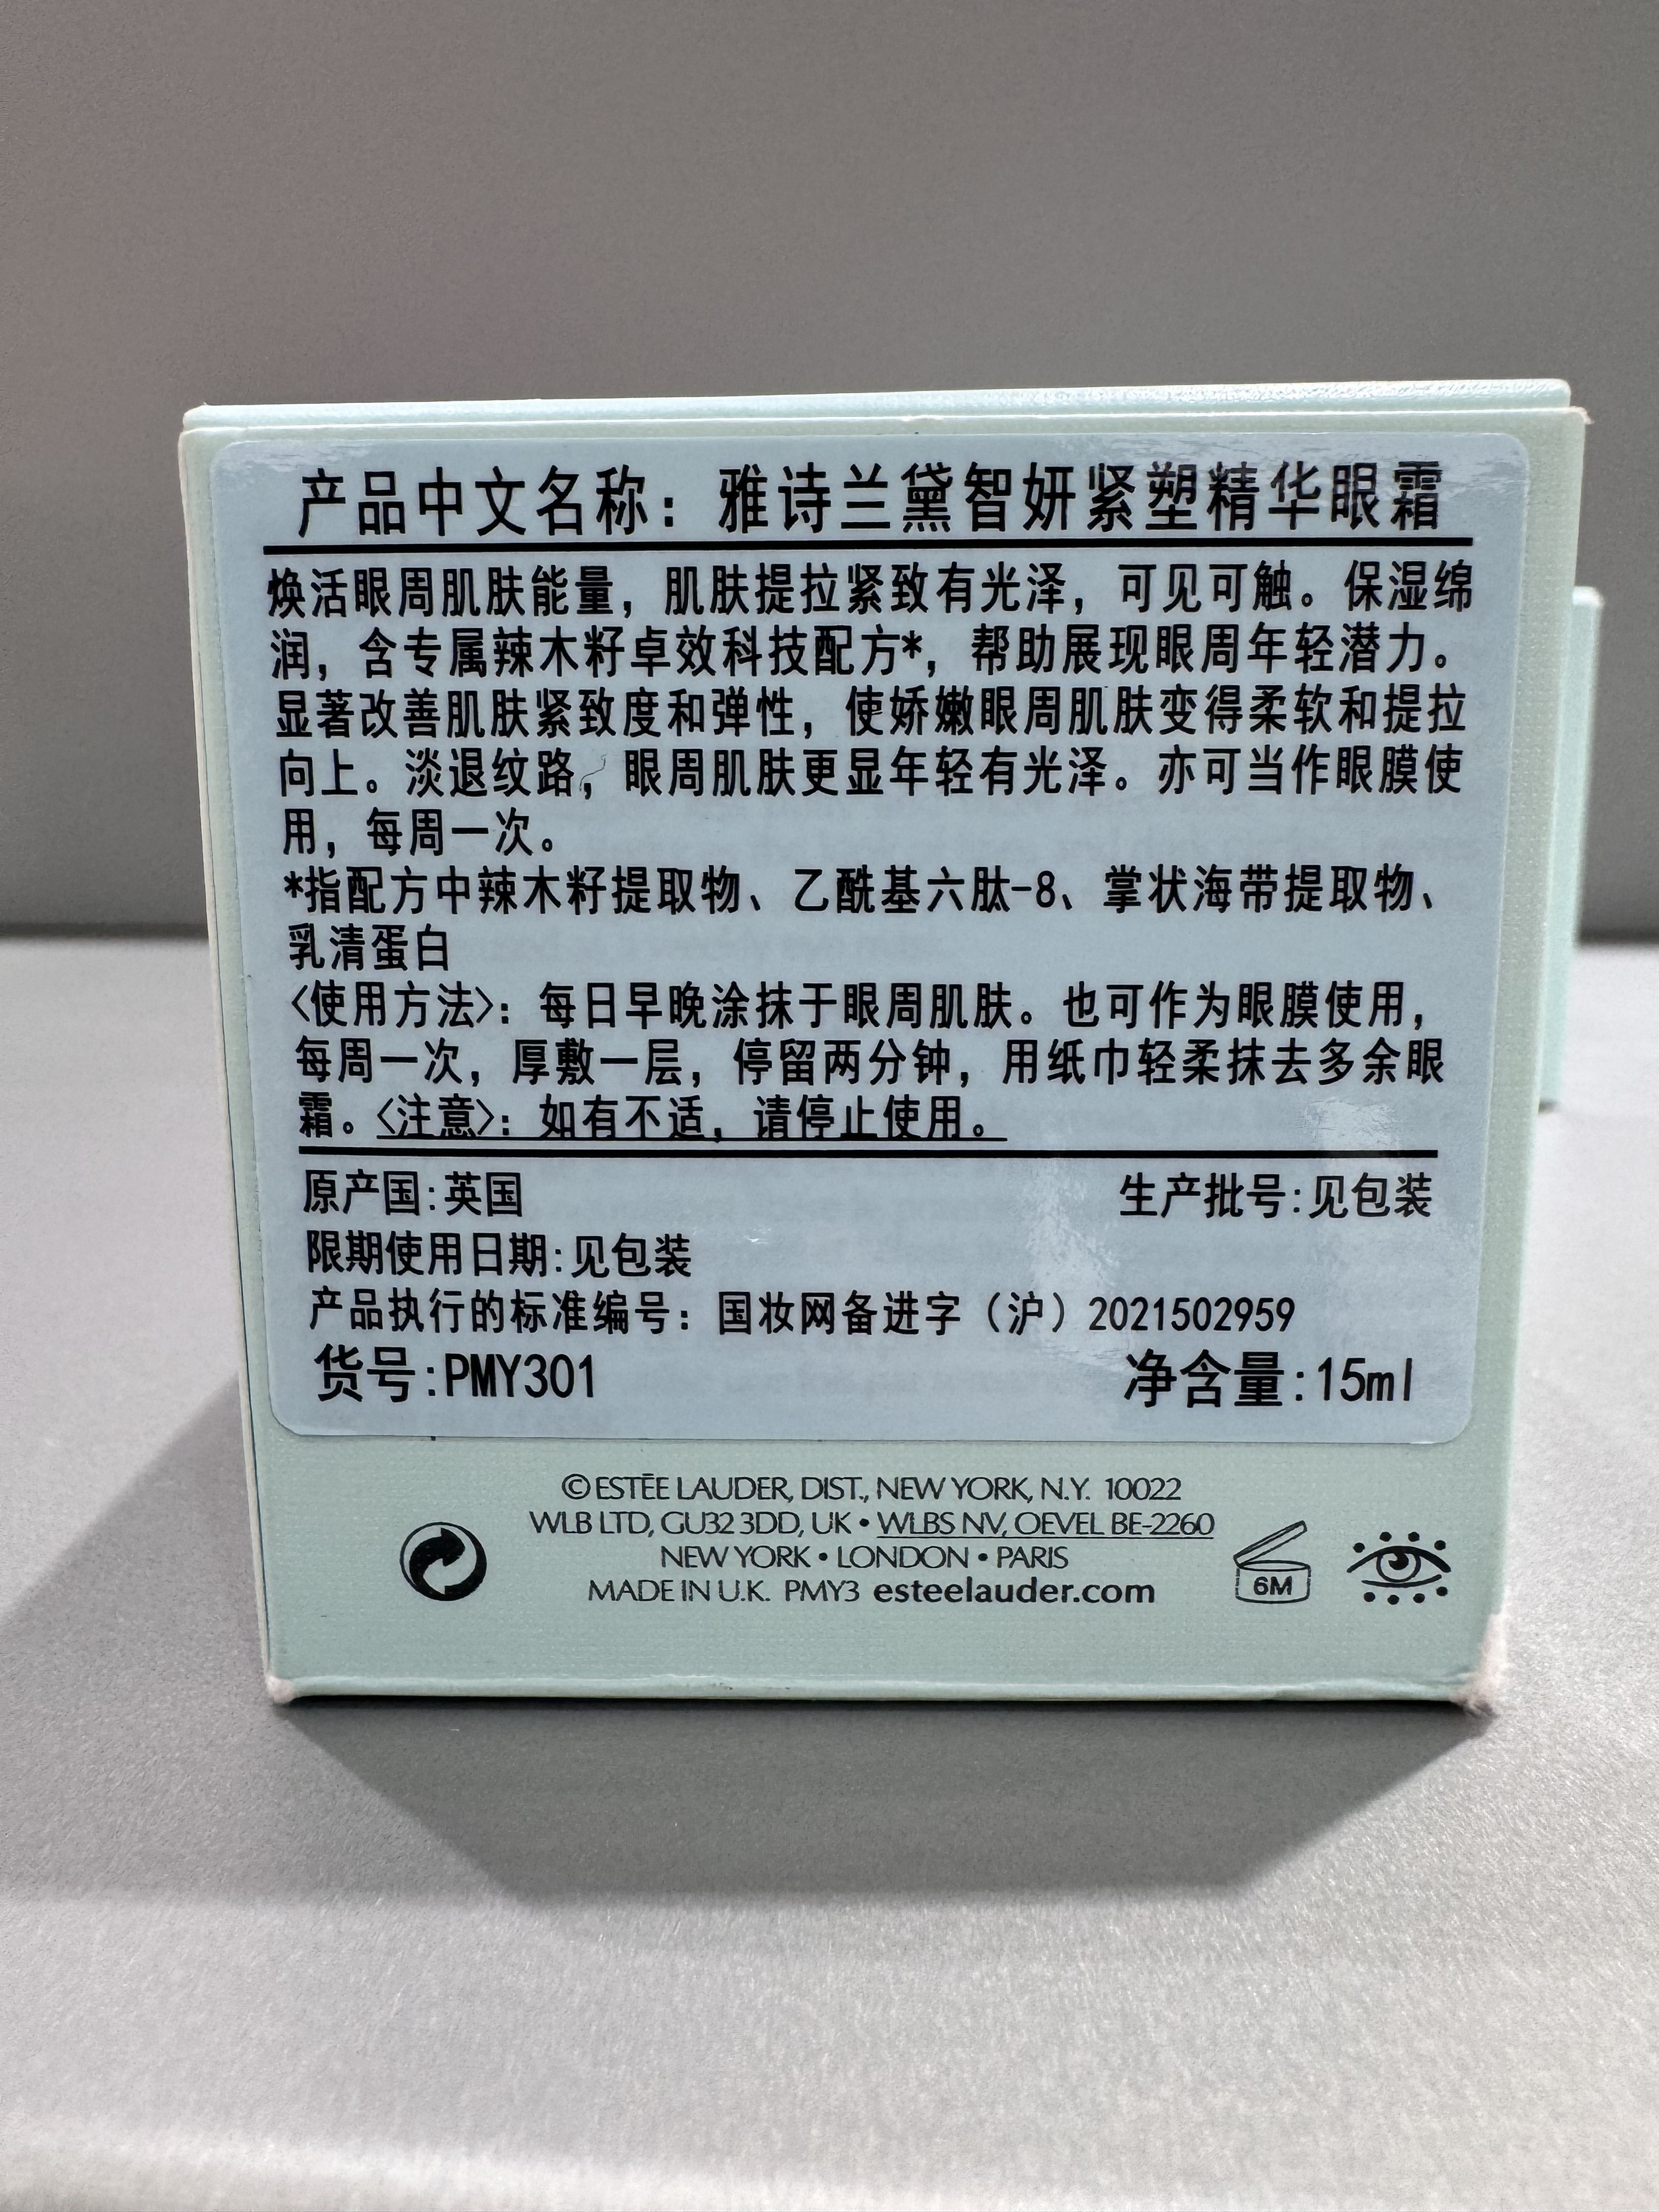 产品中文名称：雅诗兰黛智妍紧塑精华眼霜
焕活眼周肌肤能量，肌肤提拉紧致有光泽，可见可触。保湿绵
润，含专属辣木籽卓效科技配方*，帮助展现眼周年轻潜力。
显著改善肌肤紧致度和弹性，使娇嫩眼周肌肤变得柔软和提拉
向上。淡退纹路，眼周肌肤更显年轻有光泽。亦可当作眼膜使
用，每周一次。
*指配方中辣木籽提取物、乙酰基六肽-8、掌状海带提取物、
乳清蛋白
〈使用方法〉：每日早晚涂抹于眼周肌肤。也可作为眼膜使用，
每周一次，厚敷一层，停留两分钟，用纸巾轻柔抹去多余眼
霜。〈注意〉：如有不适，请停止使用。
原产国:英国 生产批号:见包装
限期使用日期:见包装
产品执行的标准编号：国妆网备进字（沪）2021502959
货号:PMY301 净含量:15ml
© ESTĒE LAUDER, DIST., NEW YORK, N.Y. 10022
WLB LTD, GU32 3DD, UK • WLBS NV, OEVEL BE-2260
NEW YORK • LONDON • PARIS
MADE IN U.K. PMY3 esteelauder.com
6M